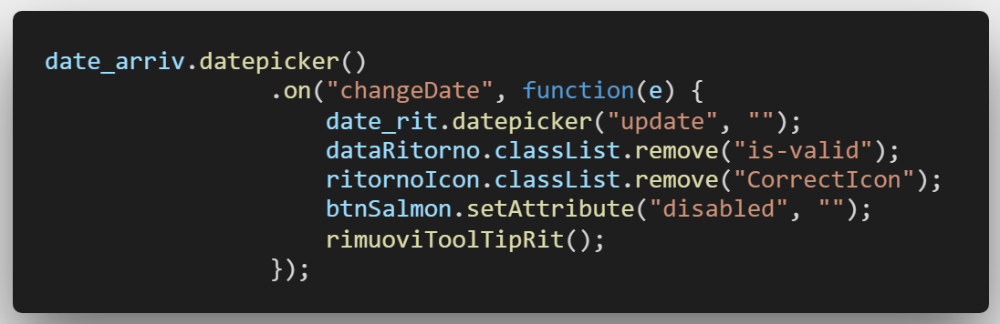 date_arriv.datepicker()
.on("changeDate", function(e) {
date_rit.datepicker("update", "");
dataRitorno.classList.remove("is-valid");
ritornoIcon.classList.remove("CorrectIcon");
btnSalmon.setAttribute("disabled", "");
rimuoviToolTipRit();
});